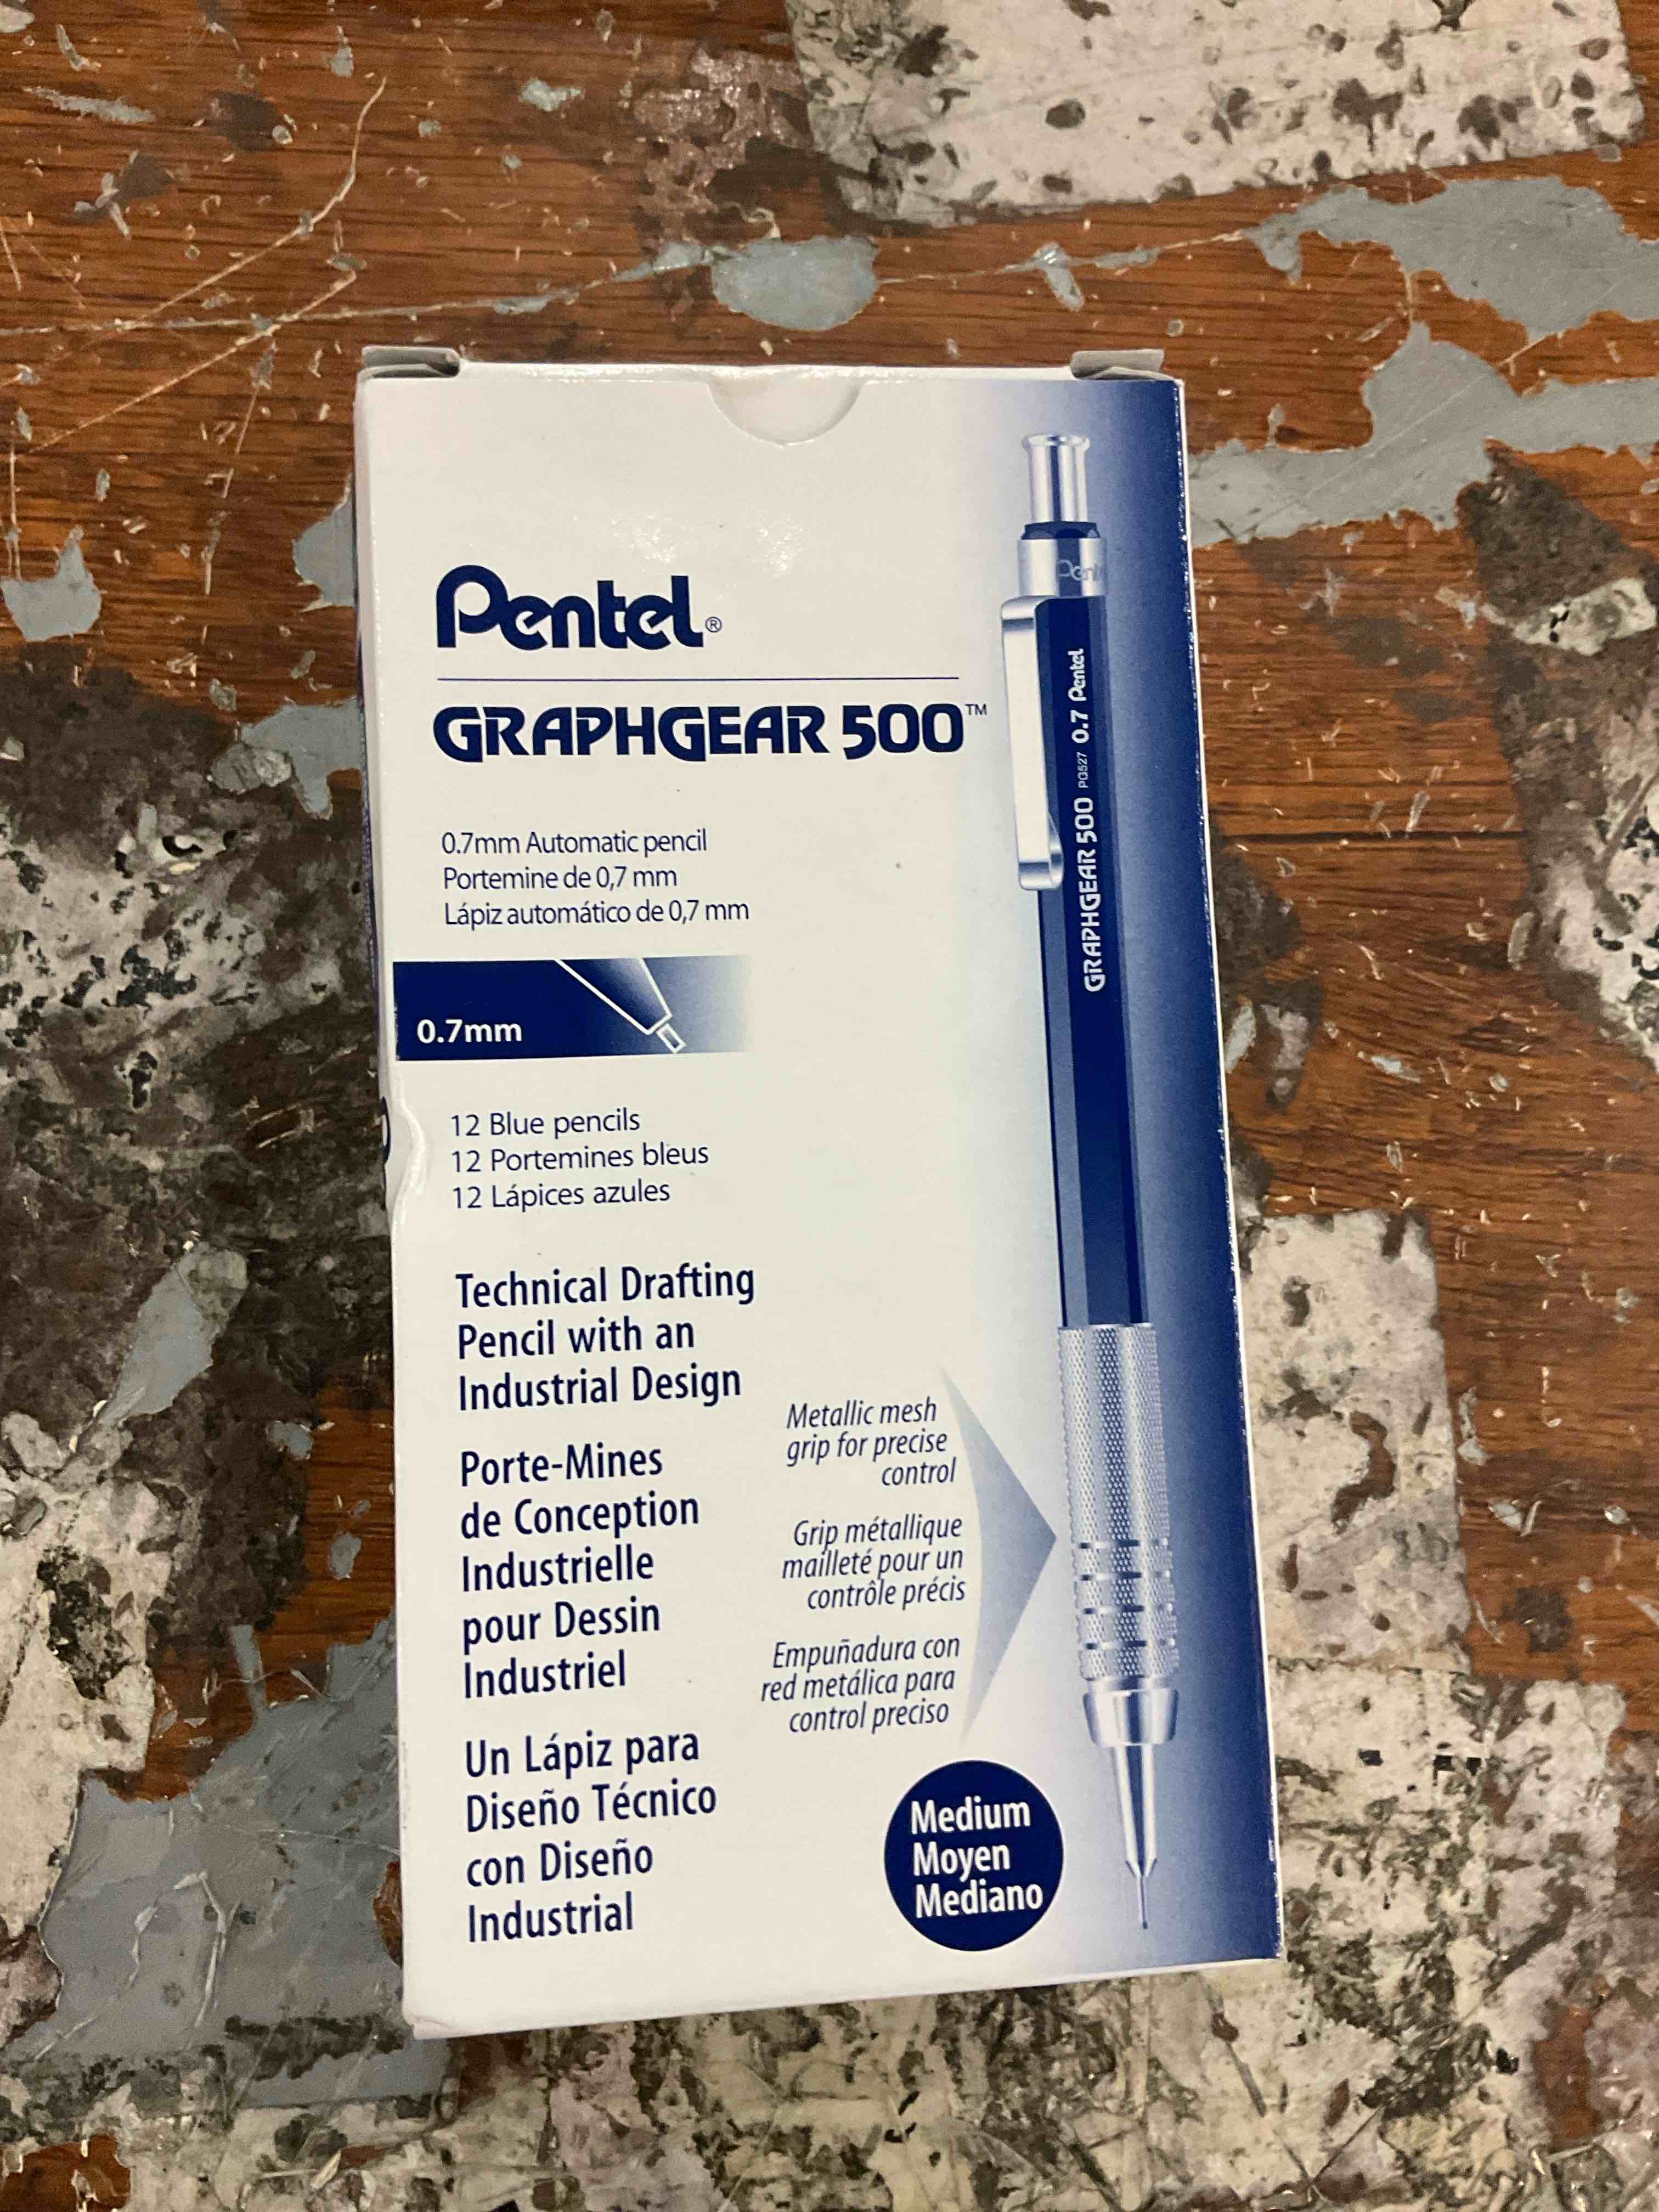 Pentel®
GRAPHGEAR 500™
0.7mm Automatic pencil
Portemine de 0,7 mm
Lápiz automático de 0,7 mm
0.7mm
12 Blue pencils
12 Portemines bleus
12 Lápices azules
Technical Drafting
Pencil with an
Industrial Design
Porte-Mines
de Conception
Industrielle
pour Dessin
Industriel
Un Lápiz para
Diseño Técnico
con Diseño
Industrial
Metallic mesh
grip for precise
control
Grip métallique
mailleté pour un
contrôle précis
Empuñadura con
red metálica para
control preciso
Medium
Moyen
Mediano
GRAPHGEAR 500 PG527 0.7 Pentel